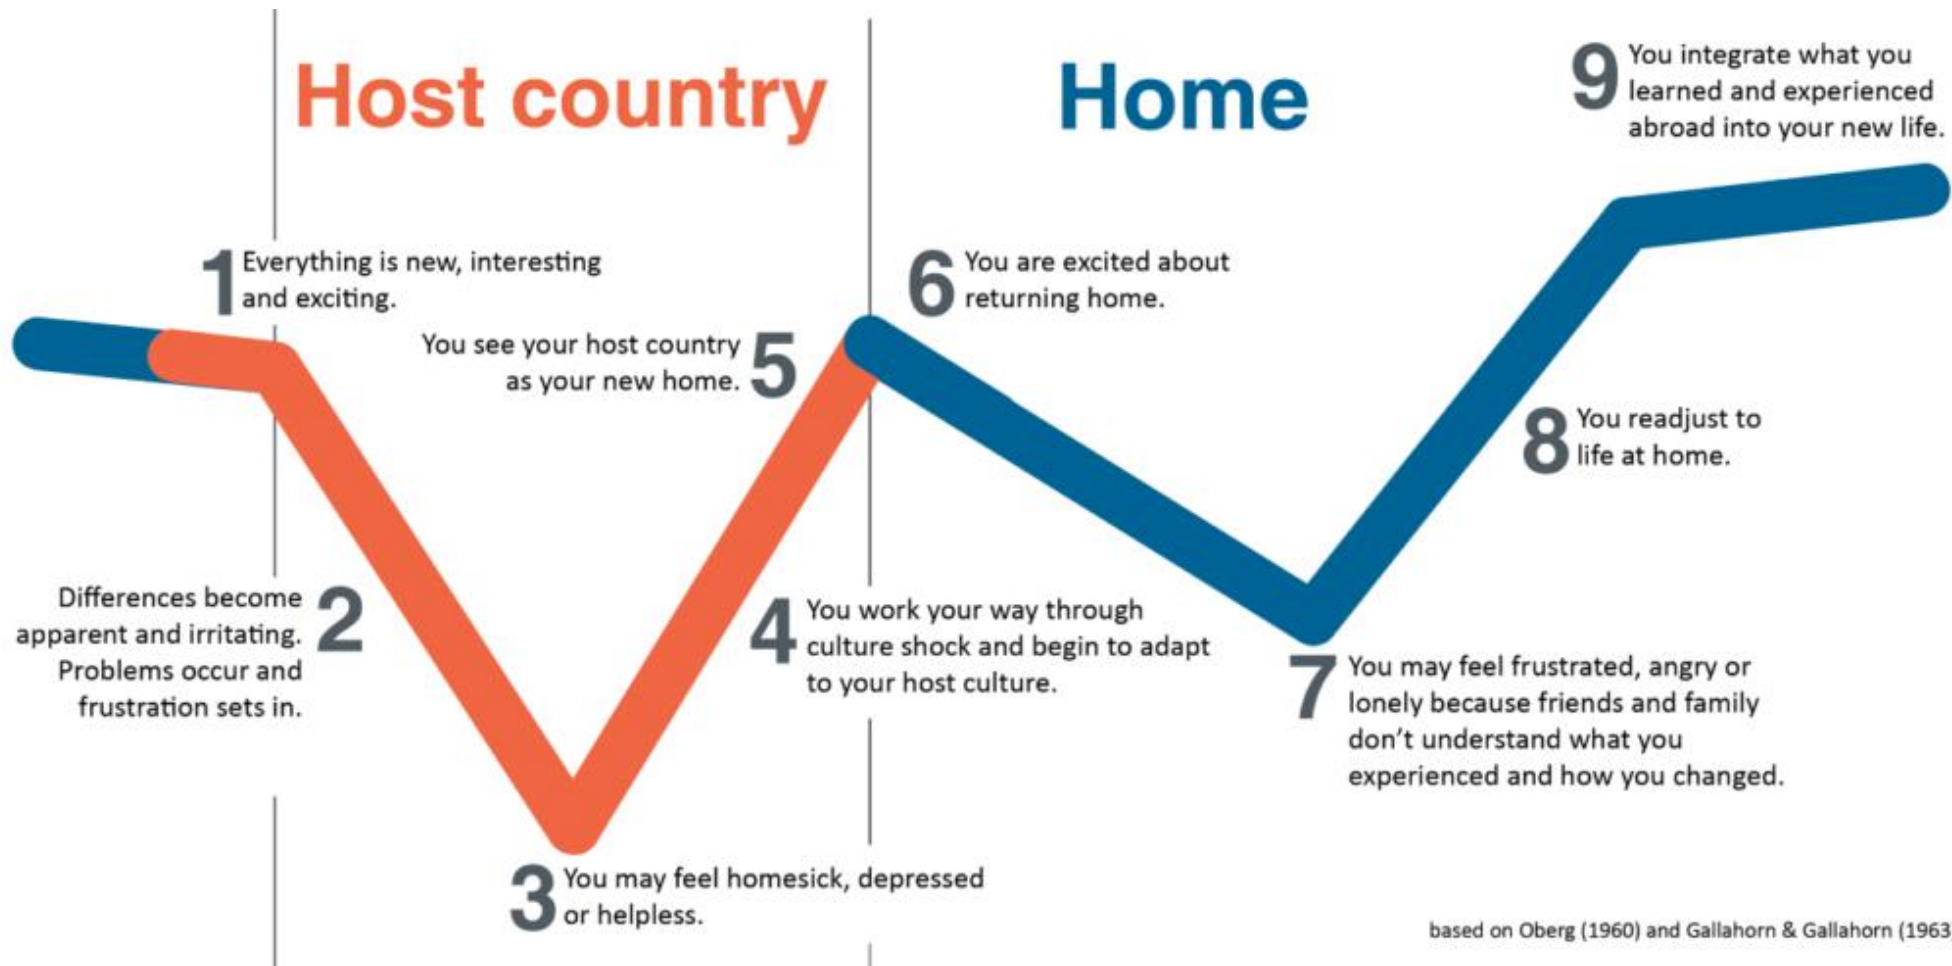 Host country
Home
1
Everything is new, interesting
and exciting.
Differences become
apparent and irritating.
Problems occur and
frustration sets in.
2
3
You may feel homesick, depressed
or helpless.
4
You work your way through
culture shock and begin to adapt
to your host culture.
You see your host country
as your new home.
5
6
You are excited about
returning home.
7
You may feel frustrated, angry or
lonely because friends and family
don't understand what you
experienced and how you changed.
8
You readjust to
life at home.
9
You integrate what you
learned and experienced
abroad into your new life.
based on Oberg (1960) and Gallahorn & Gallahorn (1963